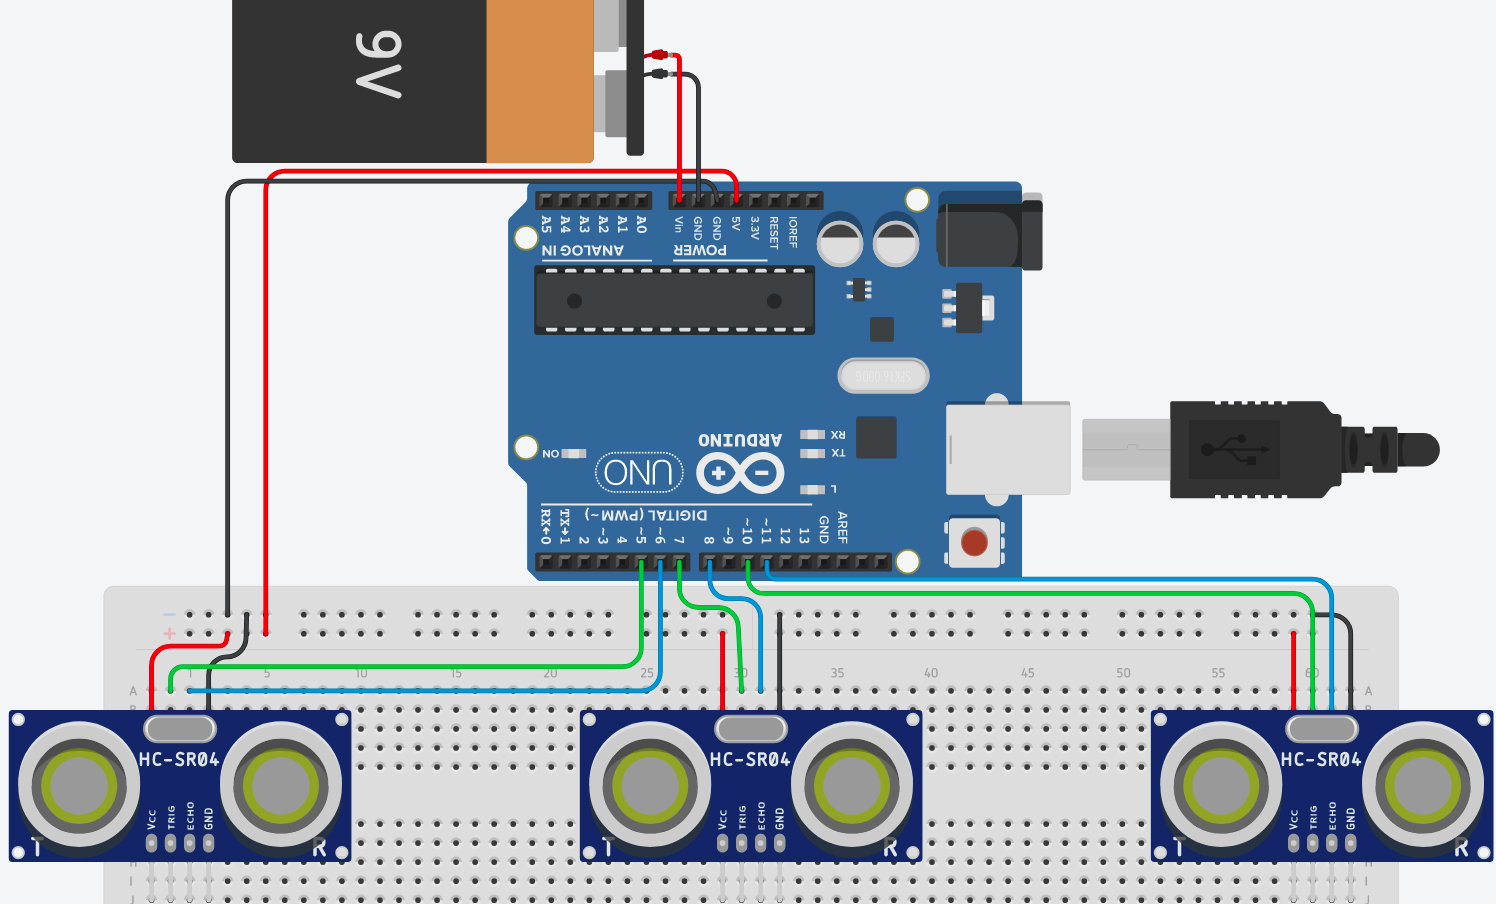 9V
A5 A4 A3 A2 A1 A0
Vin GND GND 5V 3.3V RESET IOREF
ANALOG IN
POWER
SPK16.000G
ARDUINO
UNO
ON
RX
TX
L
DIGITAL (PWM~)
RX←0 TX→1 2 ~3 4 ~5 ~6 7 8 ~9 ~10 ~11 12 13 GND AREF
−
+
1 5 10 15 20 25 30 35 40 45 50 55 60
A A
HC-SR04 HC-SR04 HC-SR04
VCC TRIG ECHO GND VCC TRIG ECHO GND VCC TRIG ECHO GND
T R T R T R